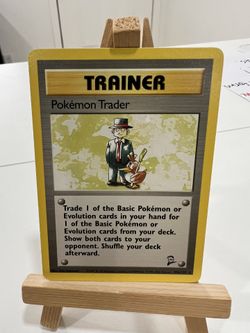 TRAINER
Pokémon Trader
Trade 1 of the Basic Pokémon or
Evolution cards in your hand for
1 of the Basic Pokémon or
Evolution cards from your deck.
Show both cards to your
opponent. Shuffle your deck
afterward.